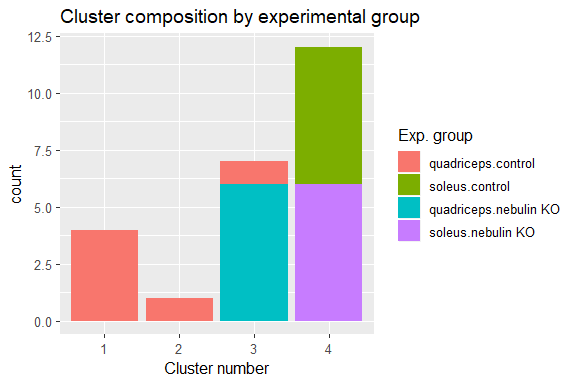 Cluster composition by experimental group
12.5
10.0
7.5
5.0
2.5
0.0
count
1 2 3 4
Cluster number
Exp. group
quadriceps.control
soleus.control
quadriceps.nebulin KO
soleus.nebulin KO